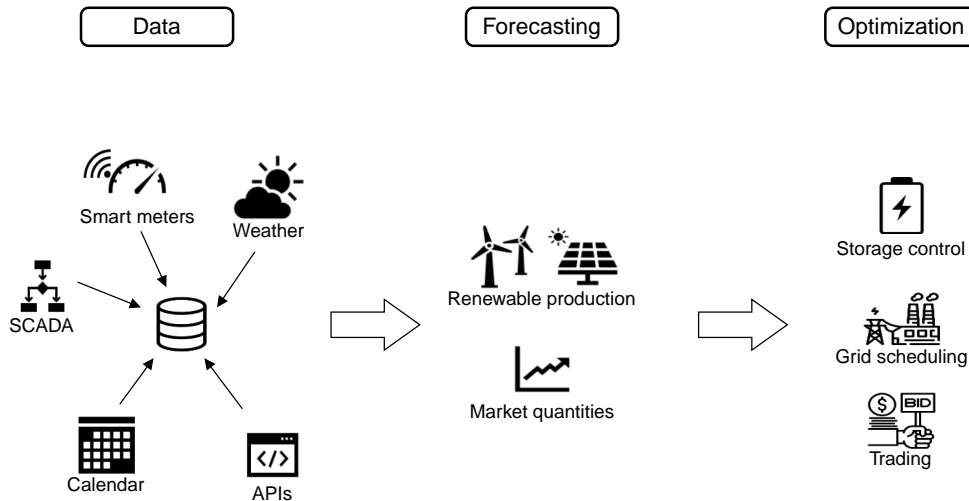 Data
Forecasting
Optimization
Smart meters
Weather
SCADA
Calendar
</>
APIs
Renewable production
Market quantities
Storage control
Grid scheduling
$
BID
Trading